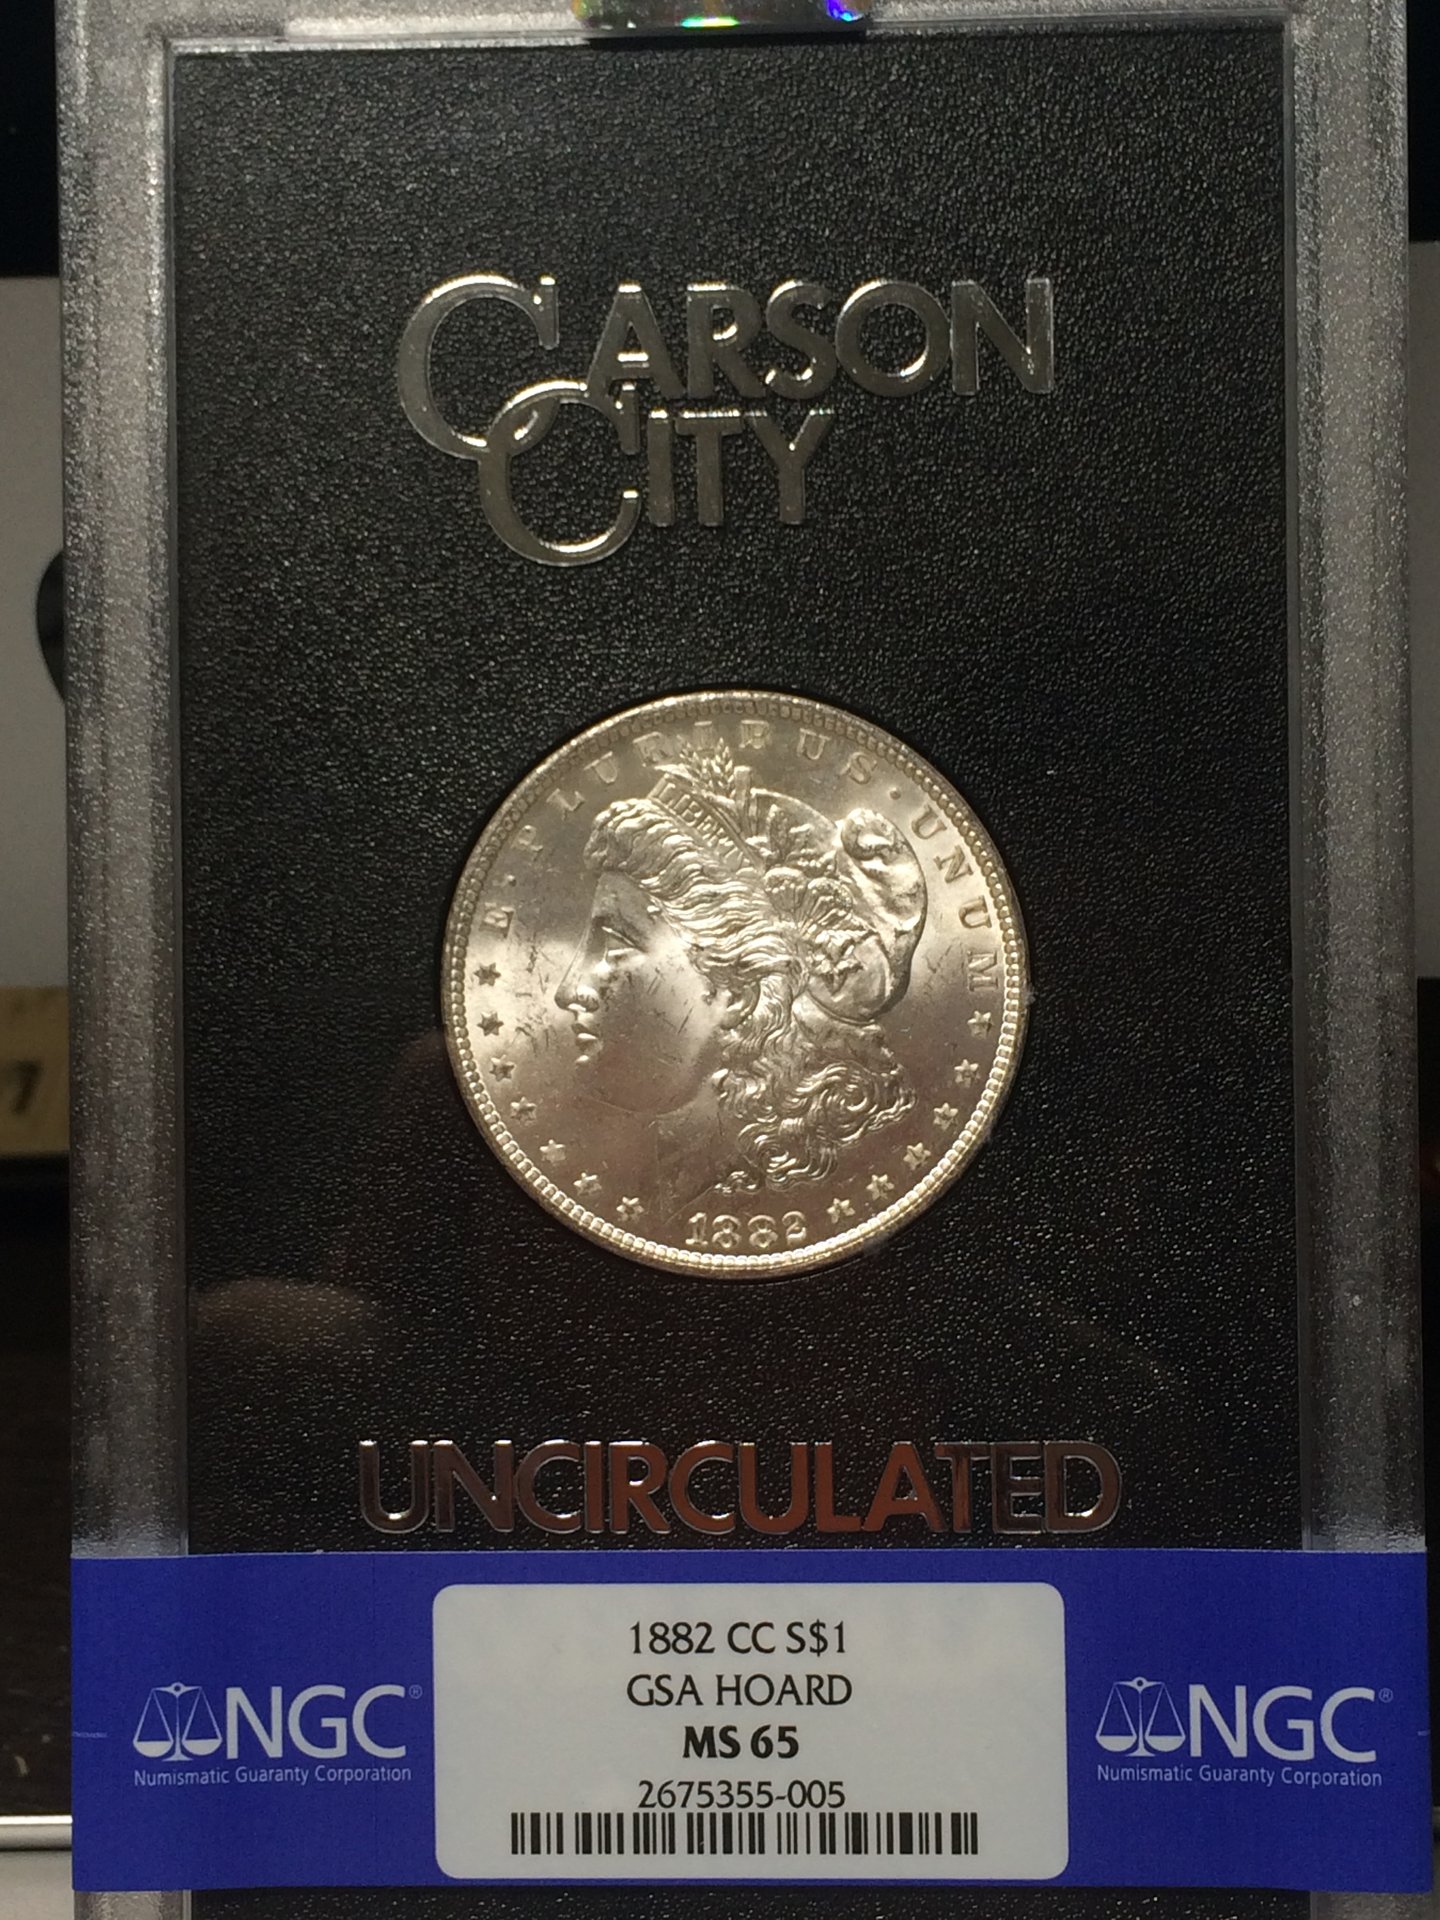 CARSON
CITY
E · PLURIBUS · UNUM
LIBERTY
1882
UNCIRCULATED
1882 CC S$1
GSA HOARD
MS 65
2675355-005
NGC®
Numismatic Guaranty Corporation
NGC®
Numismatic Guaranty Corporation